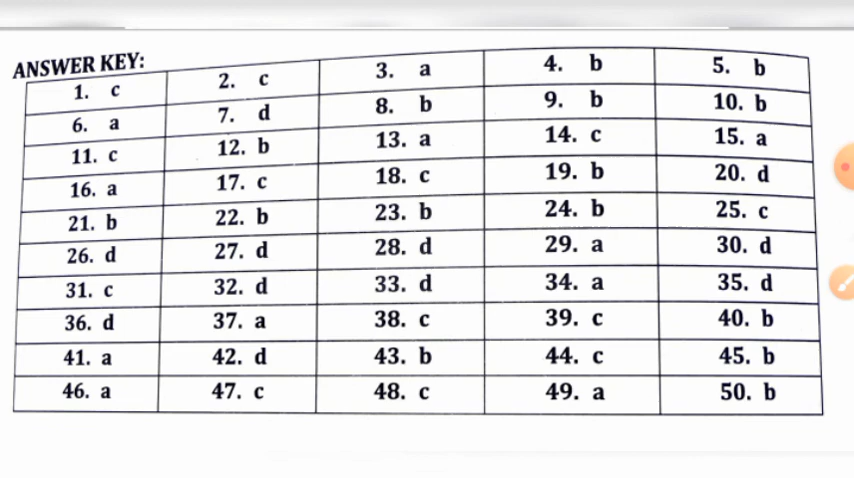 ANSWER KEY:
1. c 2. c 3. a 4. b 5. b
6. a 7. d 8. b 9. b 10. b
11. c 12. b 13. a 14. c 15. a
16. a 17. c 18. c 19. b 20. d
21. b 22. b 23. b 24. b 25. c
26. d 27. d 28. d 29. a 30. d
31. c 32. d 33. d 34. a 35. d
36. d 37. a 38. c 39. c 40. b
41. a 42. d 43. b 44. c 45. b
46. a 47. c 48. c 49. a 50. b